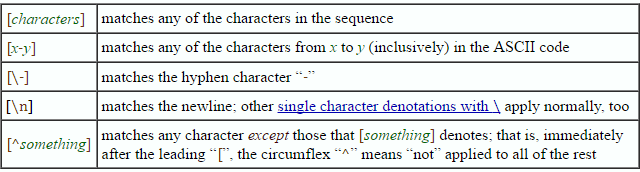 [characters] matches any of the characters in the sequence
[x-y] matches any of the characters from x to y (inclusively) in the ASCII code
[\-] matches the hyphen character “-”
[\n] matches the newline; other single character denotations with \ apply normally, too
[^something] matches any character except those that [something] denotes; that is, immediately
after the leading “[”, the circumflex “^” means “not” applied to all of the rest